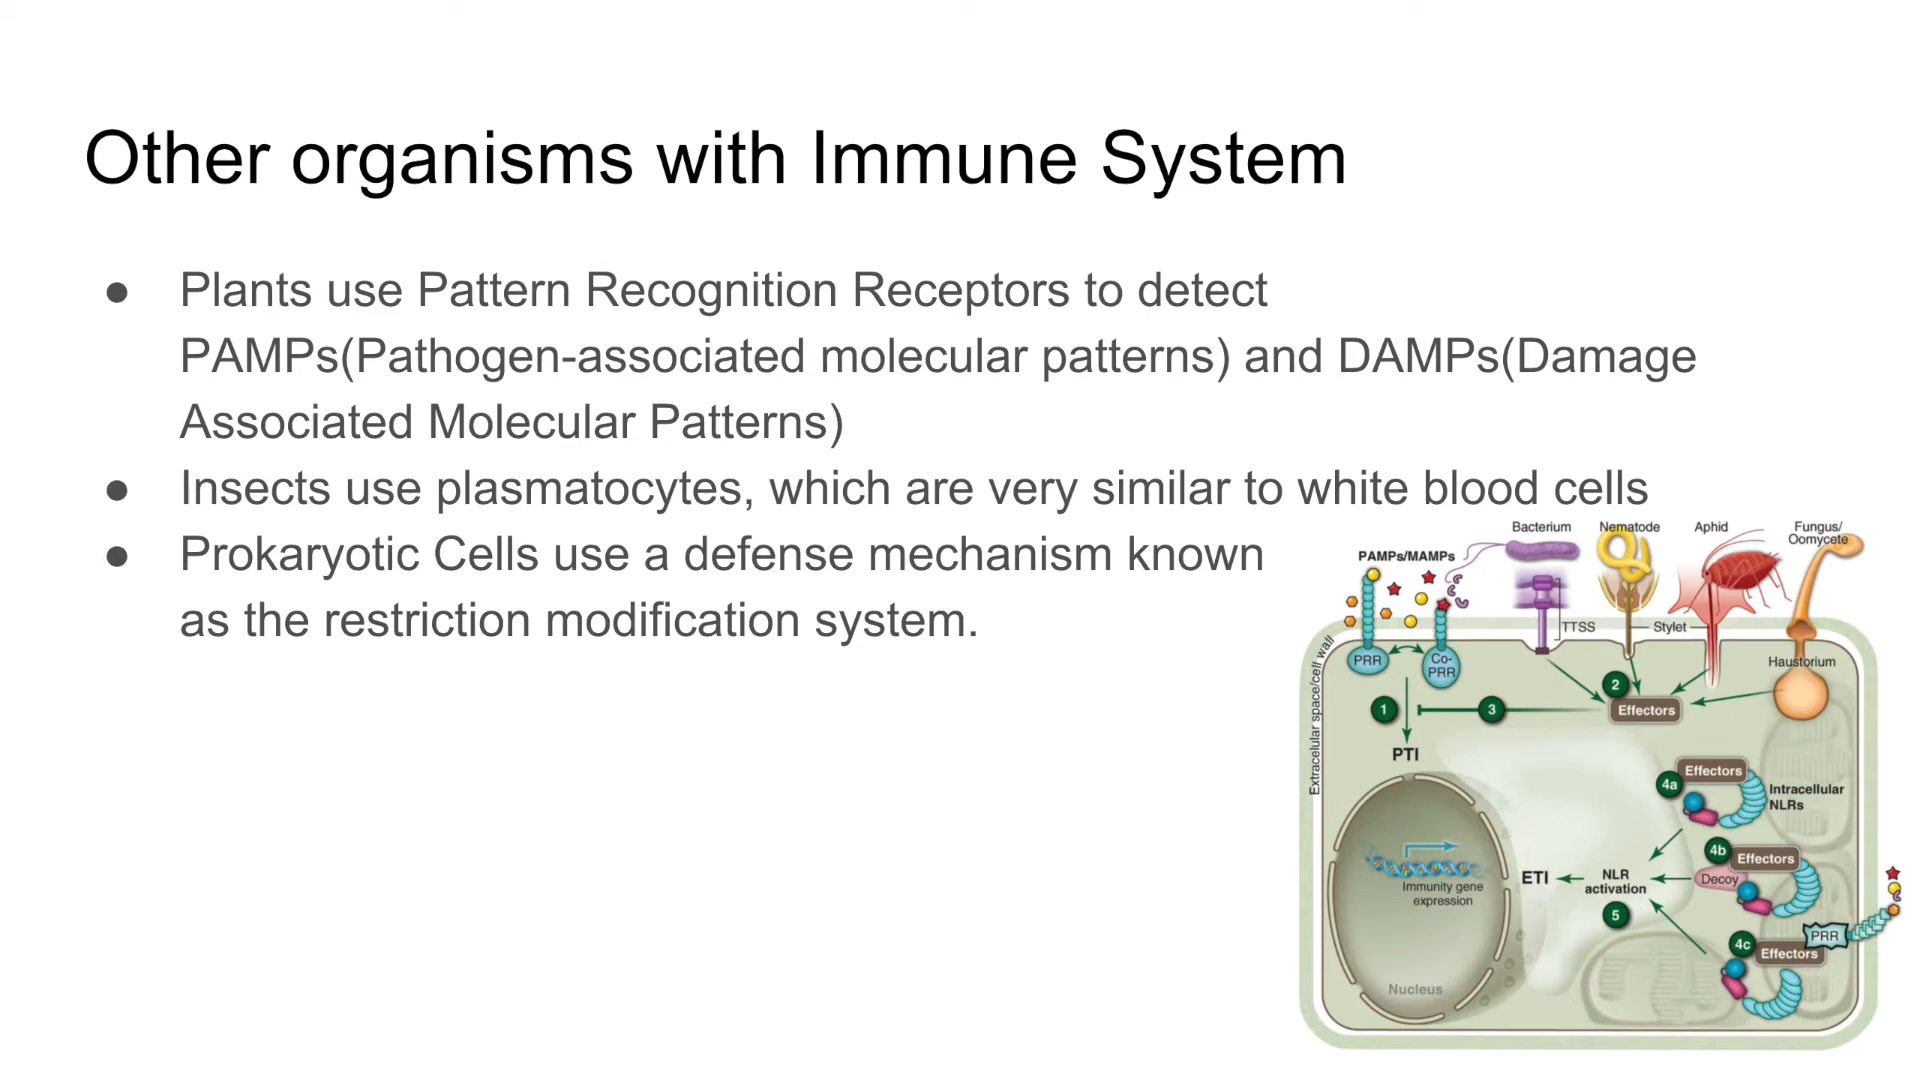 Other organisms with Immune System
● Plants use Pattern Recognition Receptors to detect
PAMPs(Pathogen-associated molecular patterns) and DAMPs(Damage
Associated Molecular Patterns)
● Insects use plasmatocytes, which are very similar to white blood cells
● Prokaryotic Cells use a defense mechanism known
as the restriction modification system.
Bacterium
Nematode
Aphid
Fungus/
Oomycete
PAMPs/MAMPs
TTSS
Stylet
Haustorium
PRR
Co-
PRR
Extracelular space/cell wall
1
2
3
Effectors
PTI
4a
Effectors
Intracellular
NLRs
4b
Effectors
Decoy
ETI
NLR
activation
5
Immunity gene
expression
4c
Effectors
PRR
Nucleus